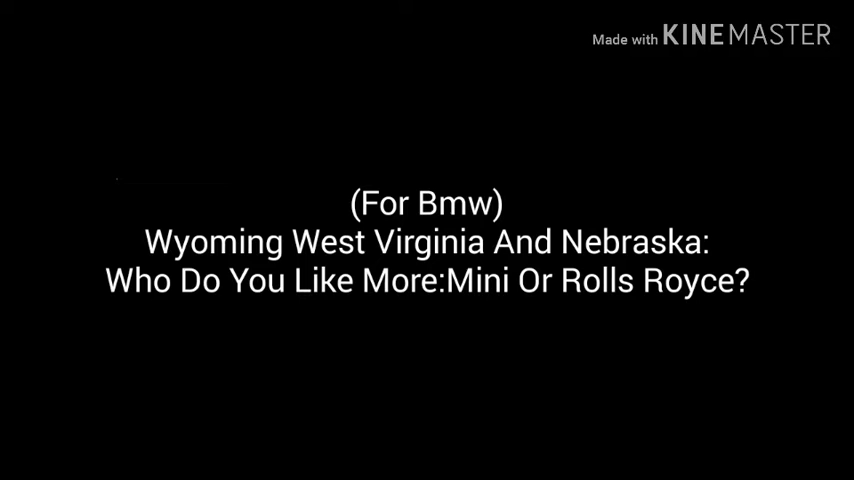 Made with KINEMASTER
(For Bmw)
Wyoming West Virginia And Nebraska:
Who Do You Like More:Mini Or Rolls Royce?